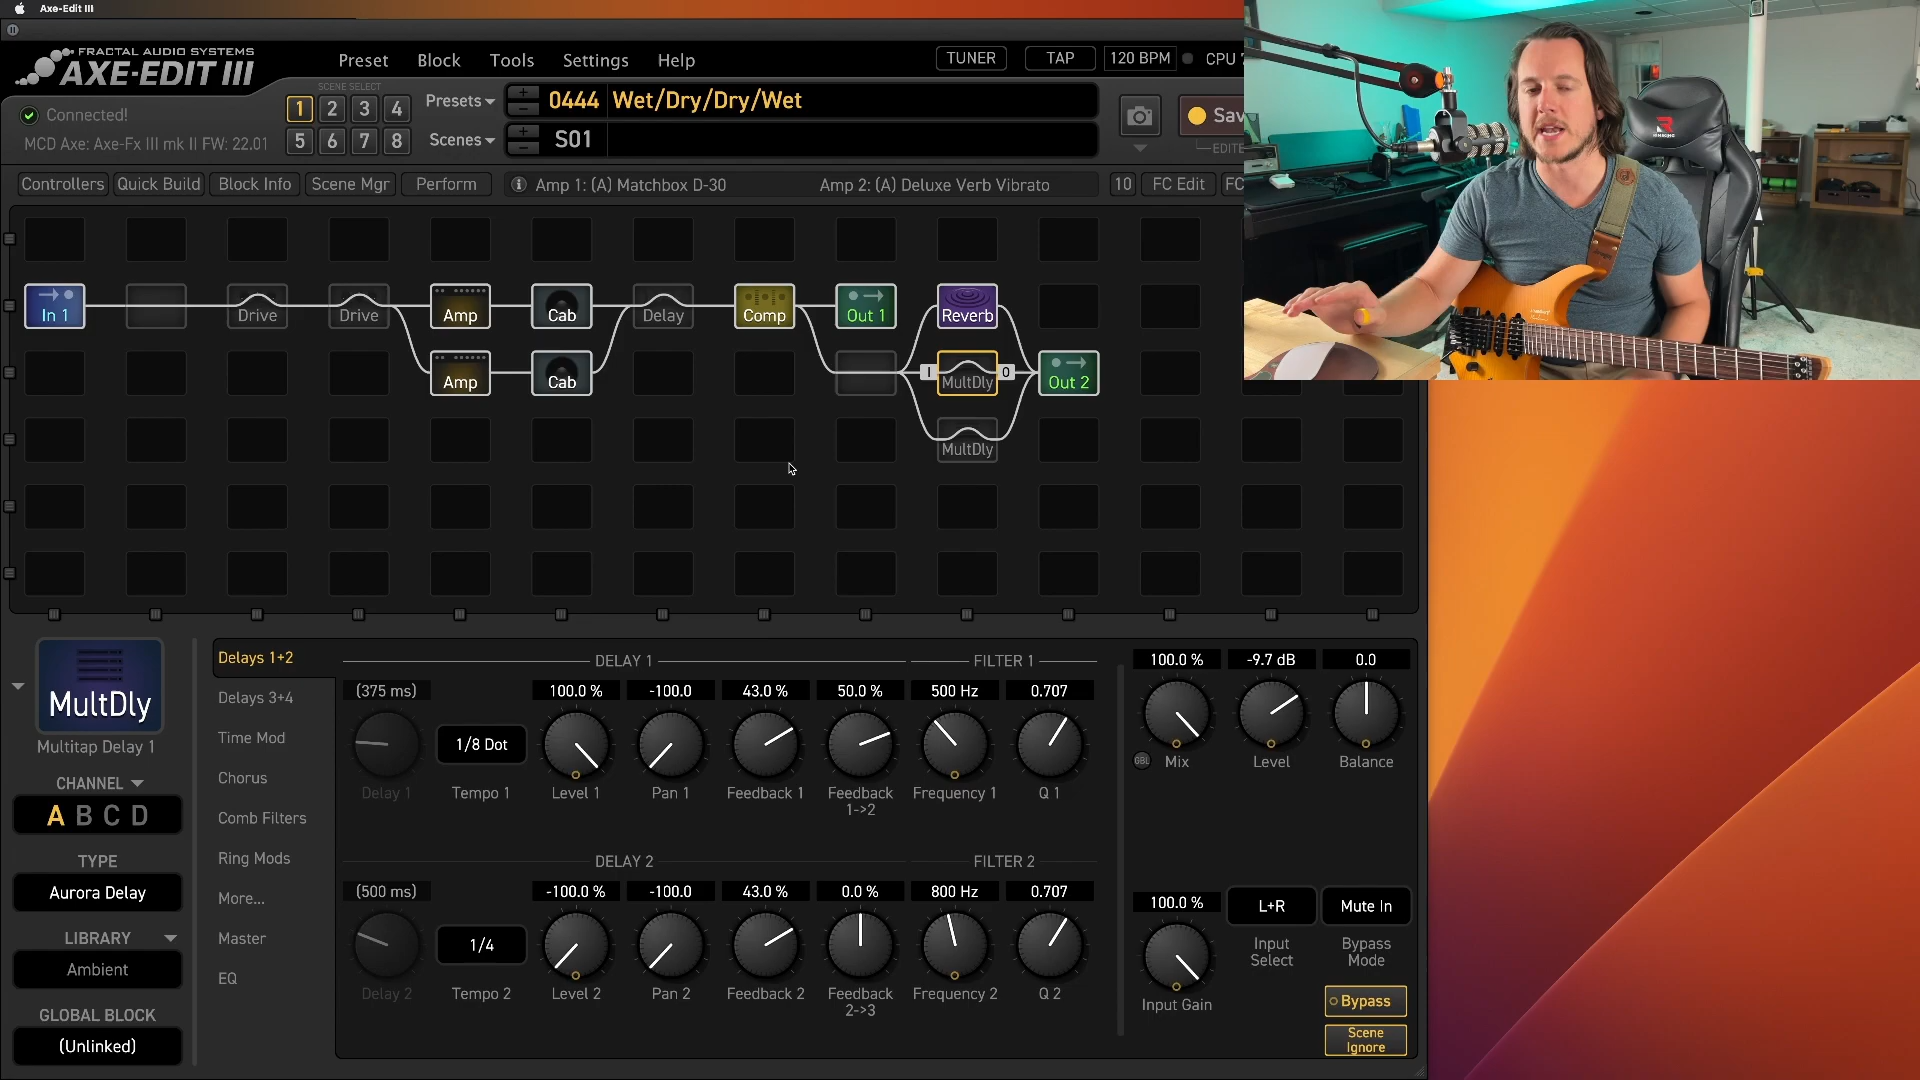 Axe-Edit III
FRACTAL AUDIO SYSTEMS
AXE-EDIT III
Preset Block Tools Settings Help
TUNER TAP 120 BPM CPU
Connected!
MCD Axe: Axe-Fx III mk II FW: 22.01
SCENE SELECT
1 2 3 4
5 6 7 8
Presets
Scenes
0444 Wet/Dry/Dry/Wet
S01
Sav
EDITE
Controllers Quick Build Block Info Scene Mgr Perform
Amp 1: (A) Matchbox D-30 Amp 2: (A) Deluxe Verb Vibrato
10 FC Edit FC
In 1 Drive Drive Amp Cab Delay Comp Out 1 Reverb
Amp Cab I MultDly O Out 2
MultDly
MultDly
Multitap Delay 1
CHANNEL
A B C D
TYPE
Aurora Delay
LIBRARY
Ambient
GLOBAL BLOCK
(Unlinked)
Delays 1+2
Delays 3+4
Time Mod
Chorus
Comb Filters
Ring Mods
More...
Master
EQ
DELAY 1 FILTER 1
(375 ms) 100.0 % -100.0 43.0 % 50.0 % 500 Hz 0.707
1/8 Dot
Delay 1 Tempo 1 Level 1 Pan 1 Feedback 1 Feedback 1->2 Frequency 1 Q 1
DELAY 2 FILTER 2
(500 ms) -100.0 % -100.0 43.0 % 0.0 % 800 Hz 0.707
1/4
Delay 2 Tempo 2 Level 2 Pan 2 Feedback 2 Feedback 2->3 Frequency 2 Q 2
100.0 % -9.7 dB 0.0
GBL Mix Level Balance
100.0 % L+R Mute In
Input Gain Input Select Bypass Mode
Bypass
Scene Ignore